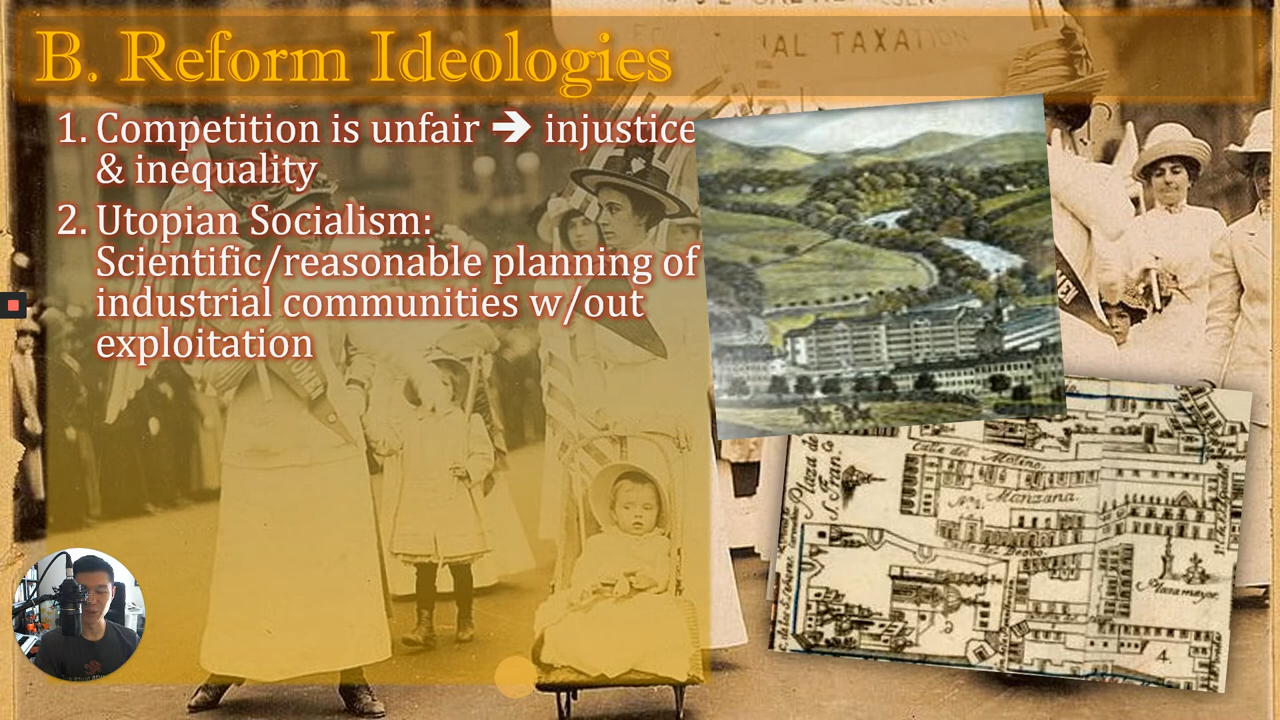 AL TAXATION
B. Reform Ideologies
1. Competition is unfair ➔ injustice
& inequality
2. Utopian Socialism:
Scientific/reasonable planning of
industrial communities w/out
exploitation
Plaza de
S. Fran.
Calle del Molino.
Manzana.
Plaza mayor.
4.